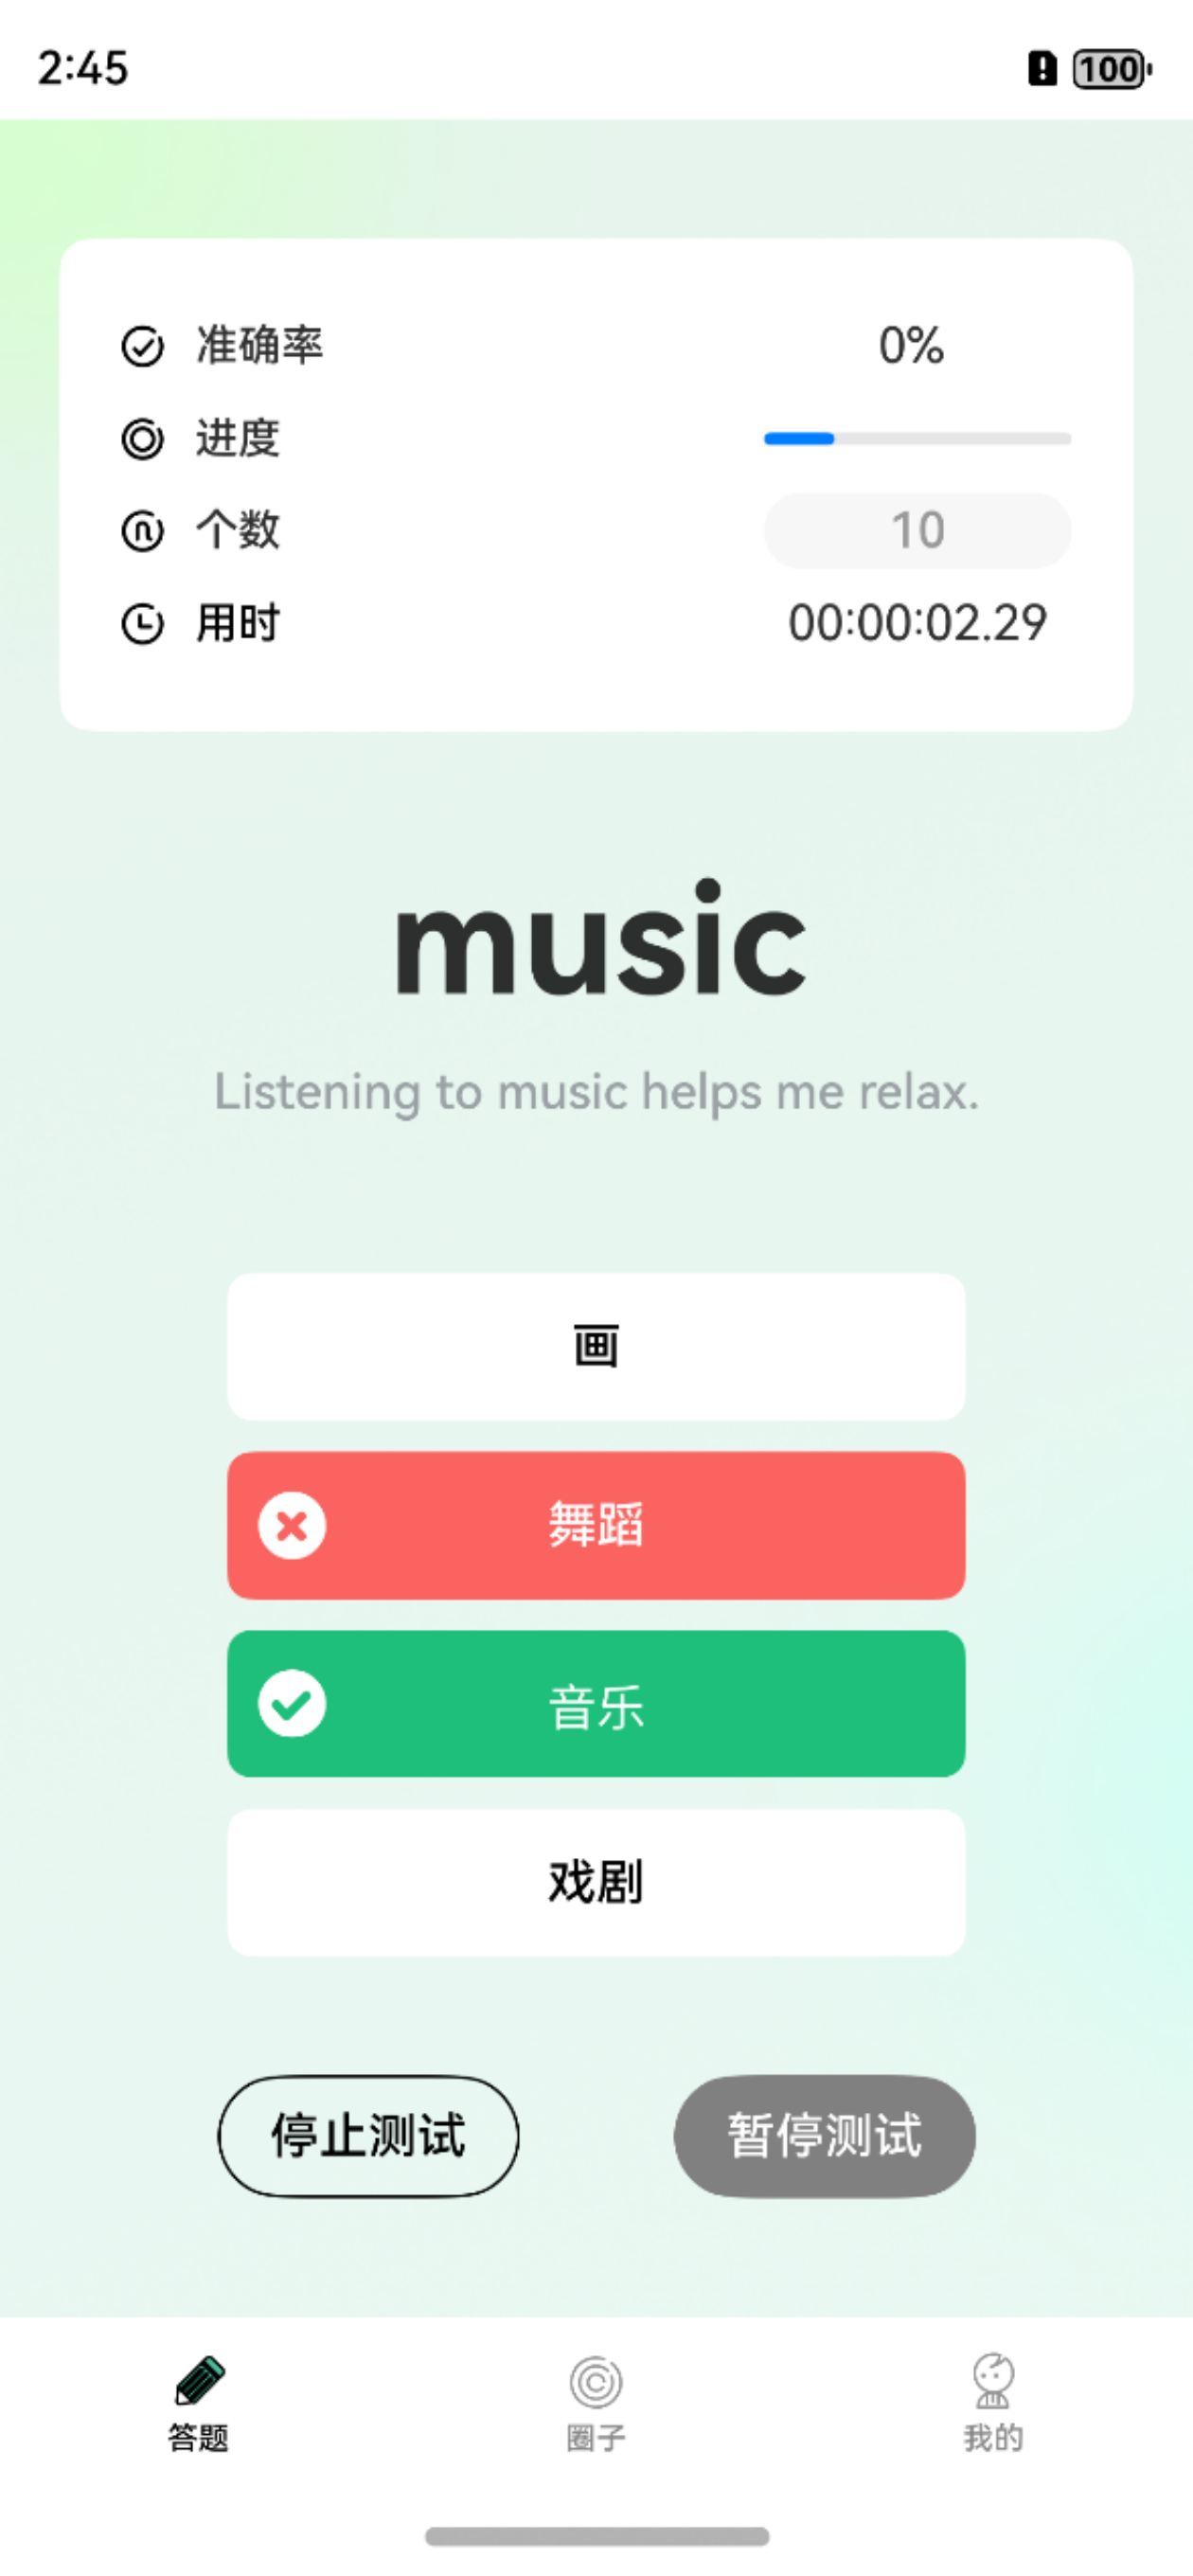 2:45
100
准确率 0%
进度
个数 10
用时 00:00:02.29
music
Listening to music helps me relax.
画
舞蹈
音乐
戏剧
停止测试 暂停测试
答题 圈子 我的